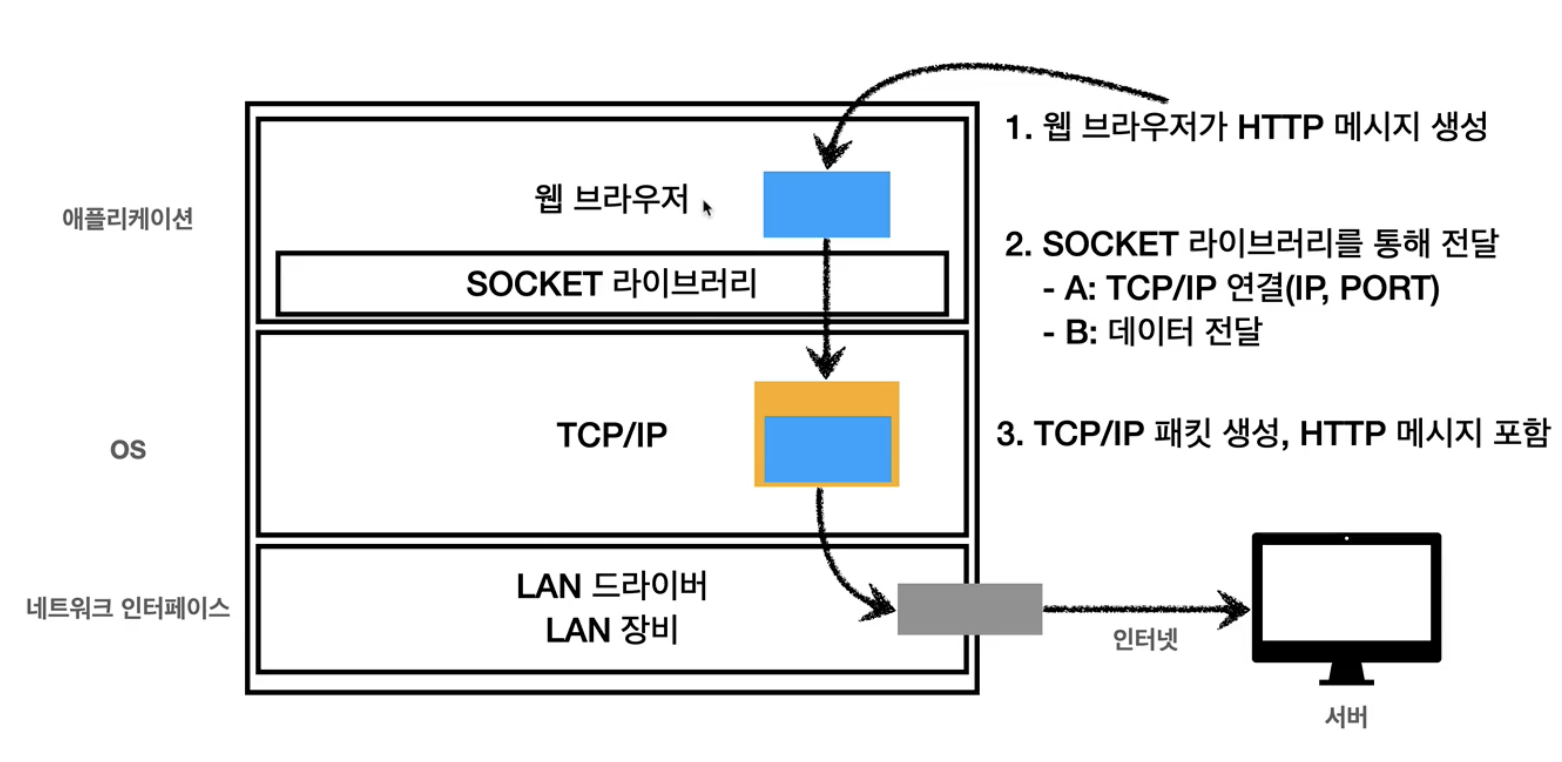 1. 웹 브라우저가 HTTP 메시지 생성
애플리케이션
웹 브라우저
SOCKET 라이브러리
2. SOCKET 라이브러리를 통해 전달
- A: TCP/IP 연결(IP, PORT)
- B: 데이터 전달
OS
TCP/IP
3. TCP/IP 패킷 생성, HTTP 메시지 포함
네트워크 인터페이스
LAN 드라이버
LAN 장비
인터넷
서버